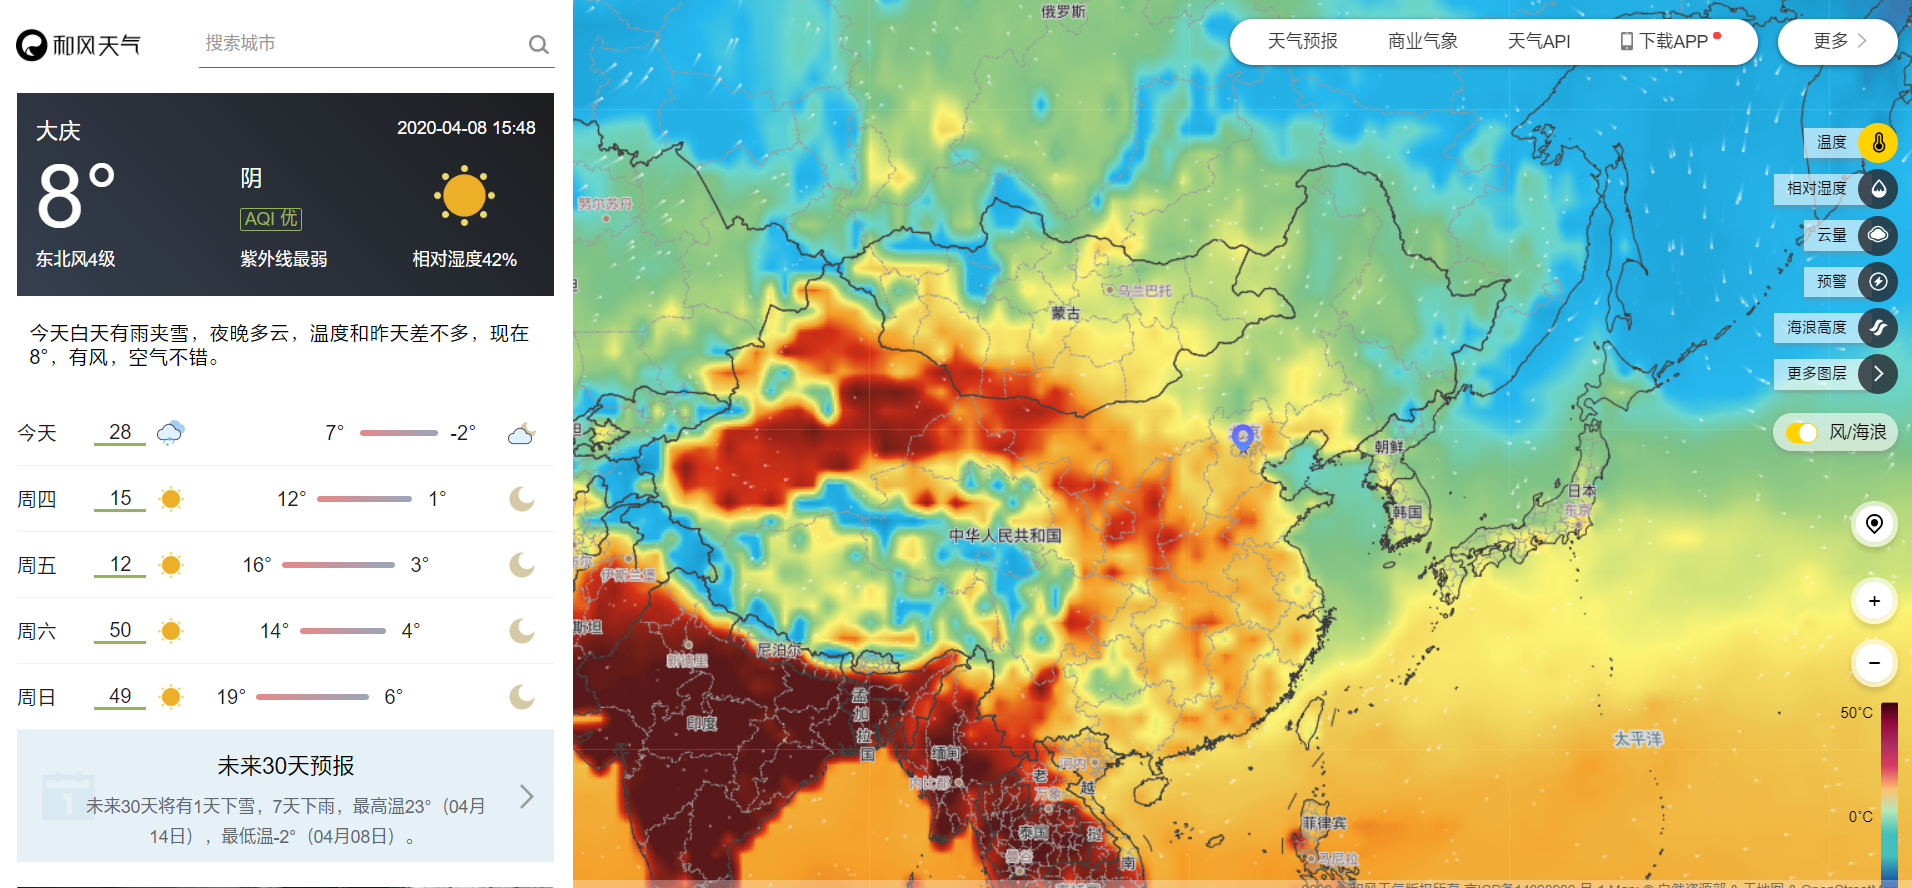 和风天气
搜索城市
大庆
2020-04-08 15:48
8°
阴
AQI 优
东北风4级
紫外线最弱
相对湿度42%
今天白天有雨夹雪，夜晚多云，温度和昨天差不多，现在
8°，有风，空气不错。
今天 28 7° -2°
周四 15 12° 1°
周五 12 16° 3°
周六 50 14° 4°
周日 49 19° 6°
未来30天预报
未来30天将有1天下雪，7天下雨，最高温23°（04月
14日），最低温-2°（04月08日）。
天气预报
商业气象
天气API
下载APP
更多
温度
相对湿度
云量
预警
海浪高度
更多图层
风/海浪
+
−
50°C
0°C
俄罗斯
努尔苏丹
乌兰巴托
蒙古
朝鲜
韩国
日本
东京
中华人民共和国
伊斯兰堡
斯坦
新德里
尼泊尔
孟加拉国
印度
缅甸
内比都
河内
老
越
万象
泰国
拉
曼谷
南
太平洋
菲律宾
马尼拉